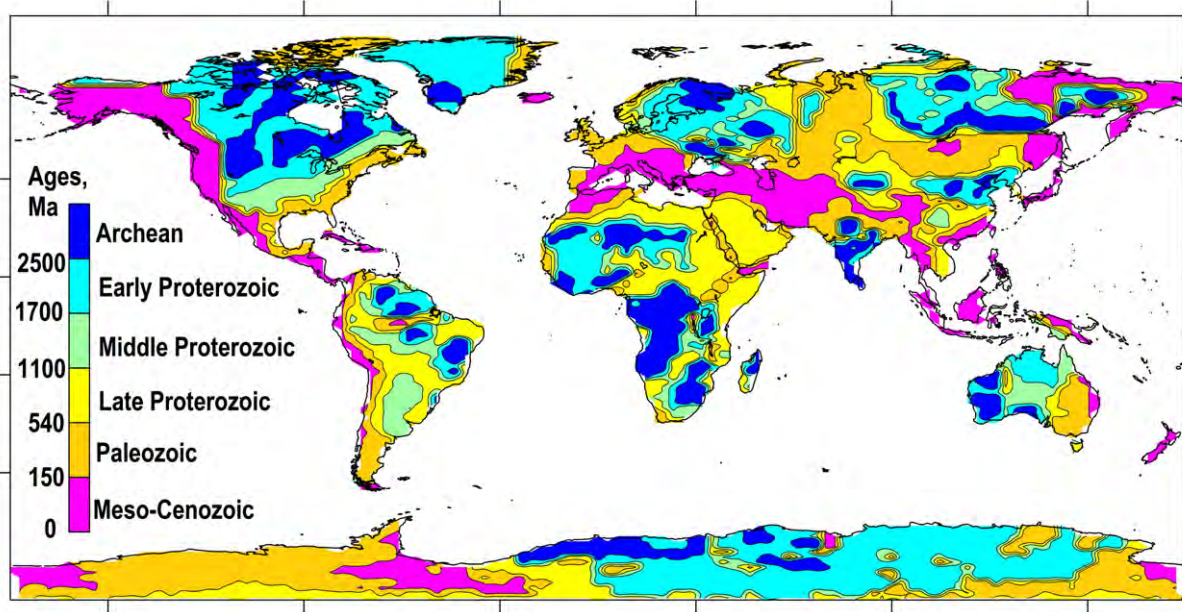 Ages,
Ma
Archean
2500
Early Proterozoic
1700
Middle Proterozoic
1100
Late Proterozoic
540
Paleozoic
150
Meso-Cenozoic
0